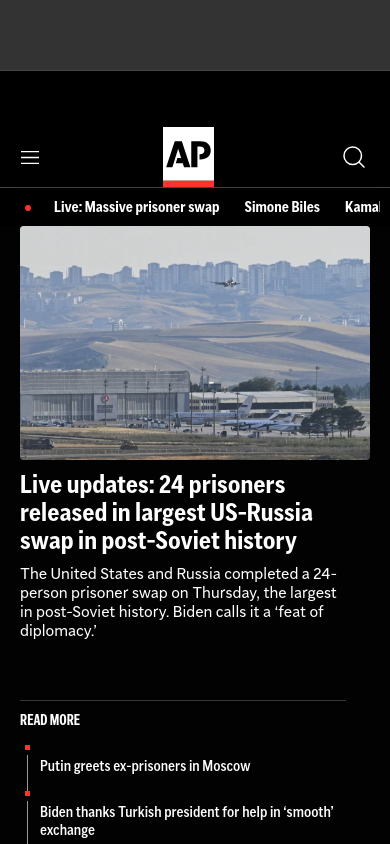 AP
Live: Massive prisoner swap Simone Biles
Live updates: 24 prisoners
released in largest US-Russia
swap in post-Soviet history
The United States and Russia completed a 24-
person prisoner swap on Thursday, the largest
in post-Soviet history. Biden calls it a ‘feat of
diplomacy.’
READ MORE
Putin greets ex-prisoners in Moscow
Biden thanks Turkish president for help in ‘smooth’
exchange